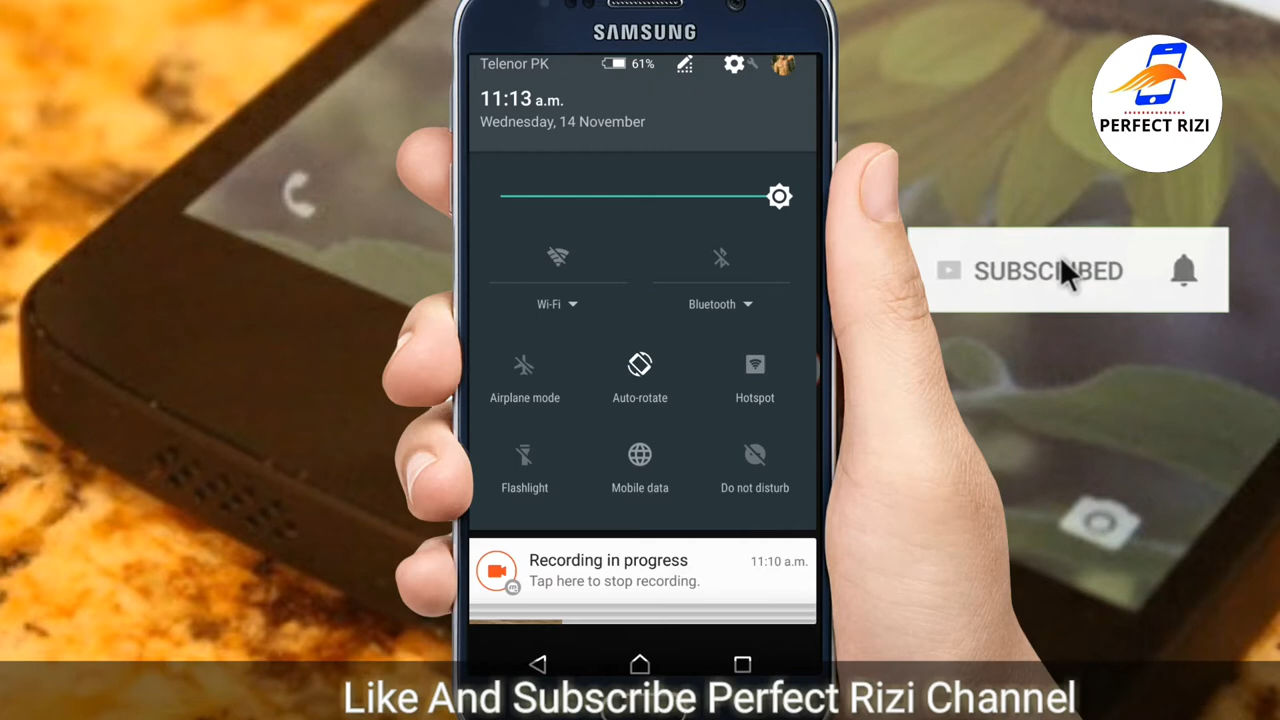 SAMSUNG
Telenor PK 61%
11:13 a.m.
Wednesday, 14 November
PERFECT RIZI
SUBSCRIBED
Wi-Fi Bluetooth
Airplane mode Auto-rotate Hotspot
Flashlight Mobile data Do not disturb
Recording in progress 11:10 a.m.
Tap here to stop recording.
Like And Subscribe Perfect Rizi Channel